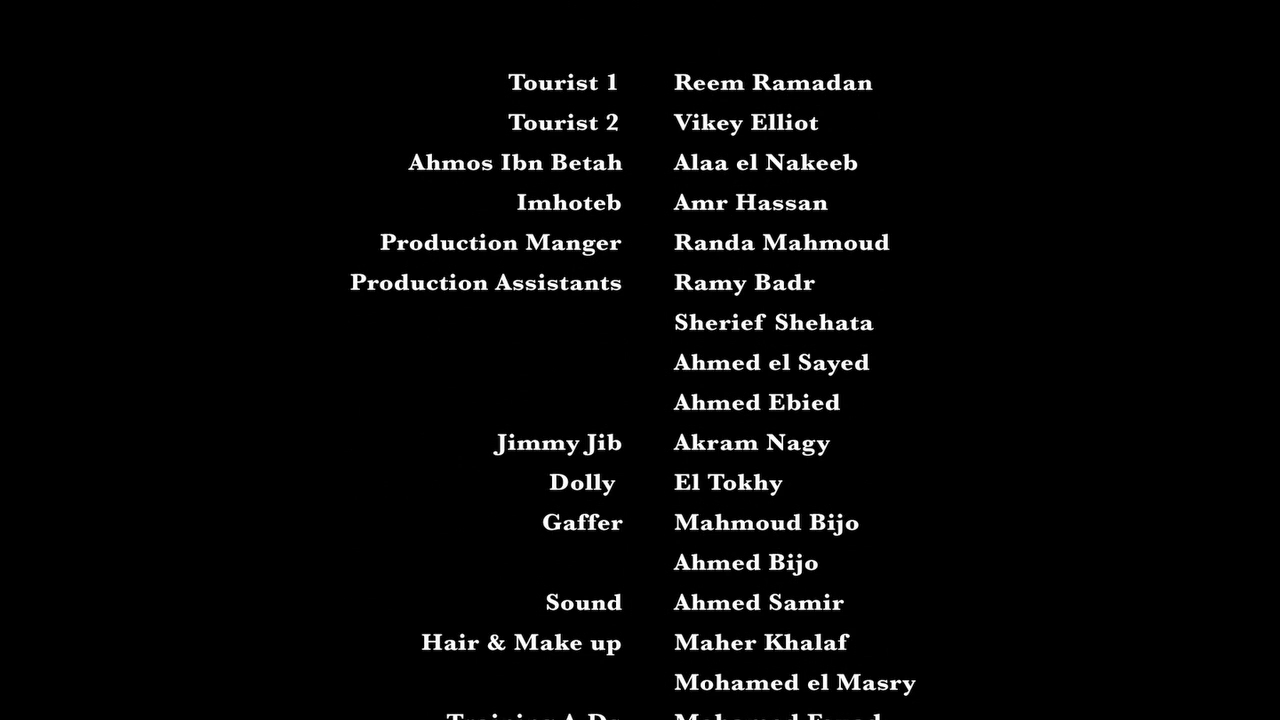 Tourist 1 Reem Ramadan
Tourist 2 Vikey Elliot
Ahmos Ibn Betah Alaa el Nakeeb
Imhoteb Amr Hassan
Production Manger Randa Mahmoud
Production Assistants Ramy Badr
Sherief Shehata
Ahmed el Sayed
Ahmed Ebied
Jimmy Jib Akram Nagy
Dolly El Tokhy
Gaffer Mahmoud Bijo
Ahmed Bijo
Sound Ahmed Samir
Hair & Make up Maher Khalaf
Mohamed el Masry